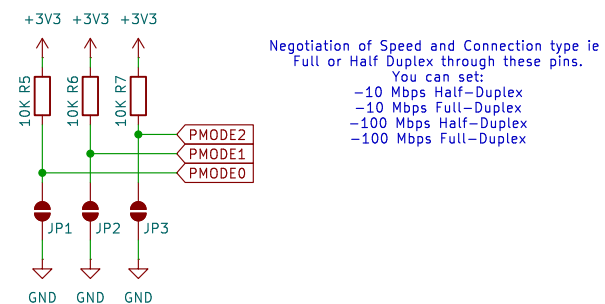 +3V3 +3V3 +3V3
Negotiation of Speed and Connection type ie
Full or Half Duplex through these pins.
You can set:
-10 Mbps Half-Duplex
-10 Mbps Full-Duplex
-100 Mbps Half-Duplex
-100 Mbps Full-Duplex
10K R5
10K R6
10K R7
PMODE2
PMODE1
PMODE0
JP1 JP2 JP3
GND GND GND